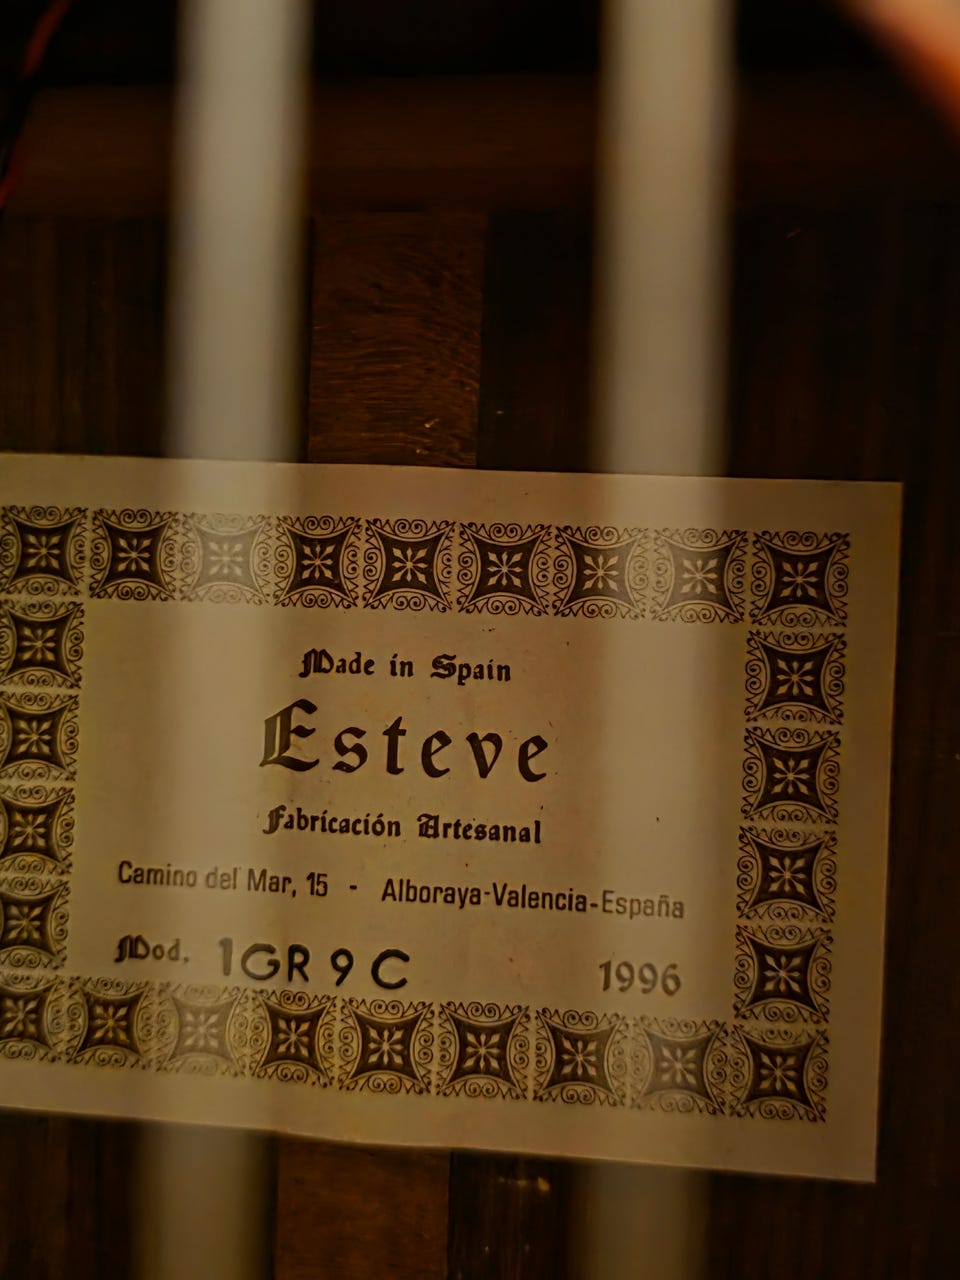 Made in Spain
Esteve
Fabricación Artesanal
Camino del Mar, 15 - Alboraya-Valencia-España
Mod. 1GR9C 1996